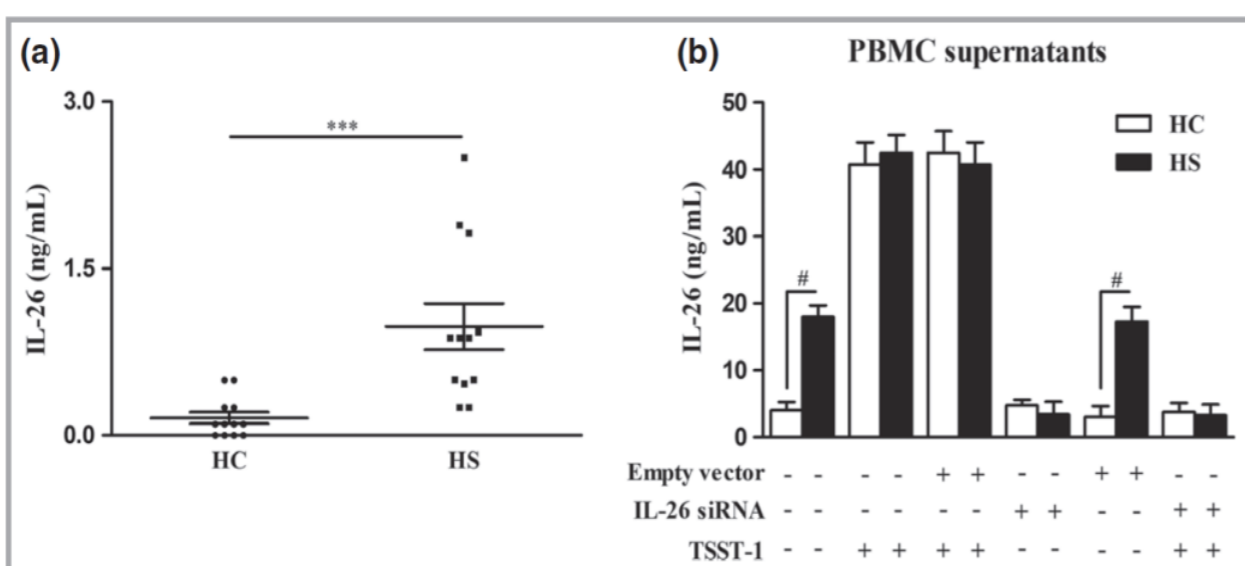 (a)
3.0
1.5
0.0
IL-26 (ng/mL)
***
HC HS
(b)
PBMC supernatants
50
40
30
20
10
0
IL-26 (ng/mL)
HC
HS
#
#
Empty vector - - - - + + - - + + - -
IL-26 siRNA - - - - - - + + - - + +
TSST-1 - - + + + + - - - - + +